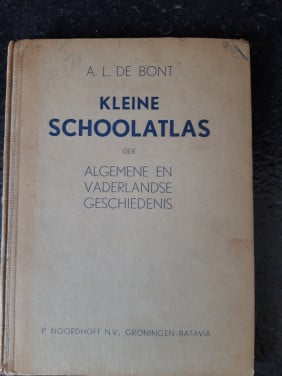 A. L. DE BONT
KLEINE
SCHOOLATLAS
DER
ALGEMENE EN
VADERLANDSE
GESCHIEDENIS
P. NOORDHOFF N.V., GRONINGEN-BATAVIA